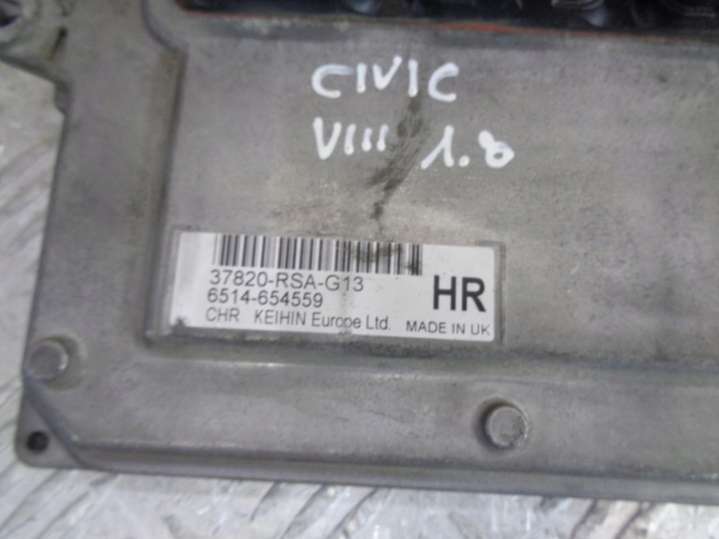 CIVIC
VIII 1.8
37820-RSA-G13
6514-654559
HR
CHR KEIHIN Europe Ltd. MADE IN UK